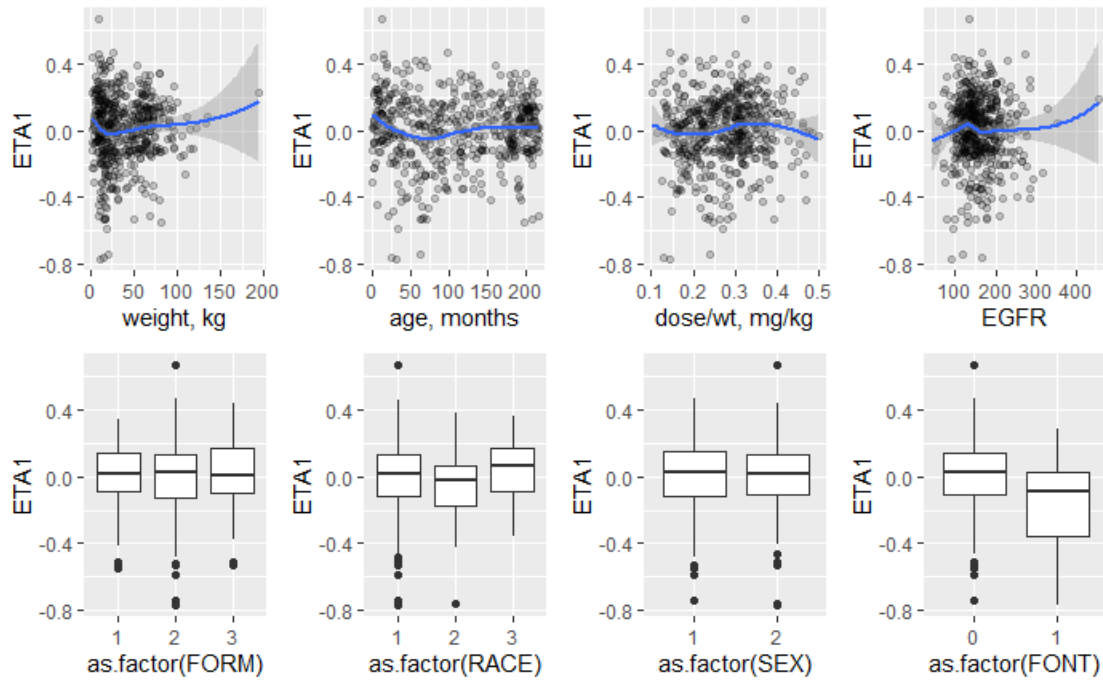 ETA1
0.4
0.0
-0.4
-0.8
0 50 100 150 200
weight, kg
ETA1
0.4
0.0
-0.4
-0.8
0 50 100 150 200
age, months
ETA1
0.4
0.0
-0.4
-0.8
0.1 0.2 0.3 0.4 0.5
dose/wt, mg/kg
ETA1
0.4
0.0
-0.4
-0.8
100 200 300 400
EGFR
ETA1
0.4
0.0
-0.4
-0.8
1 2 3
as.factor(FORM)
ETA1
0.4
0.0
-0.4
-0.8
1 2 3
as.factor(RACE)
ETA1
0.4
0.0
-0.4
-0.8
1 2
as.factor(SEX)
ETA1
0.4
0.0
-0.4
-0.8
0 1
as.factor(FONT)